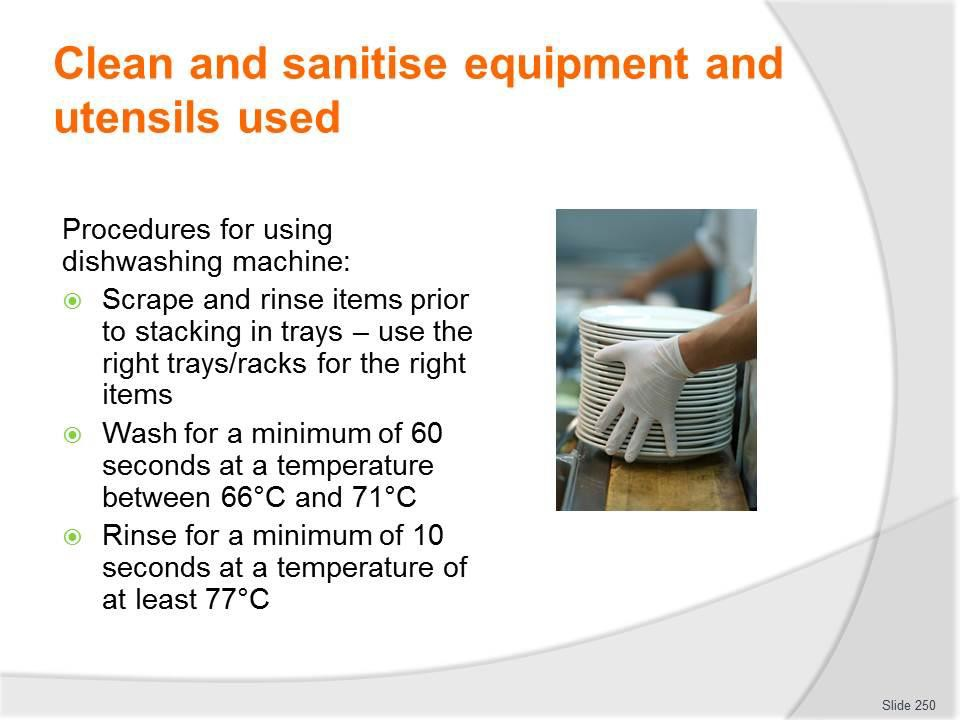 Clean and sanitise equipment and
utensils used
Procedures for using
dishwashing machine:
Scrape and rinse items prior
to stacking in trays – use the
right trays/racks for the right
items
Wash for a minimum of 60
seconds at a temperature
between 66°C and 71°C
Rinse for a minimum of 10
seconds at a temperature of
at least 77°C
Slide 250